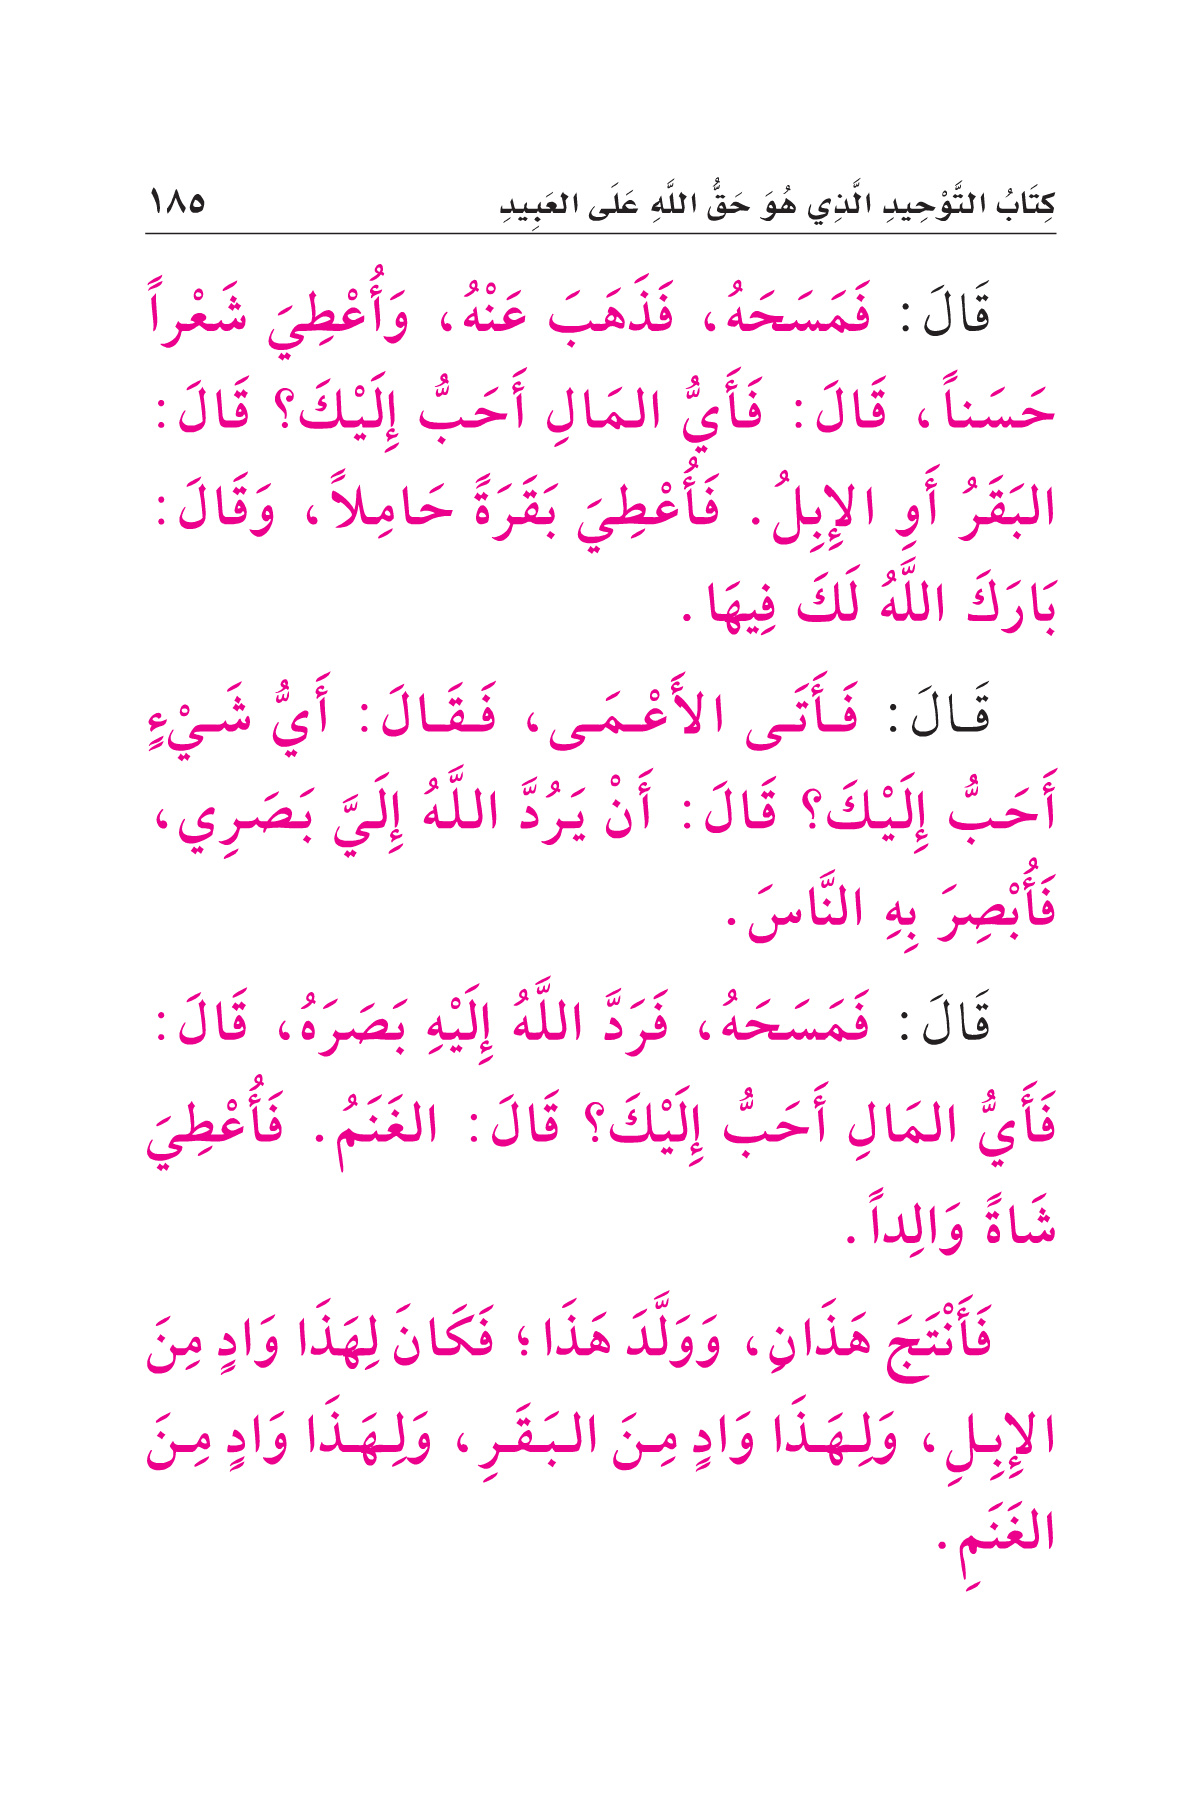 كِتَابُ التَّوْحِيدِ الَّذِي هُوَ حَقُّ اللَّهِ عَلَى العَبِيدِ ١٨٥
قَالَ: فَمَسَحَهُ، فَذَهَبَ عَنْهُ، وَأُعْطِيَ شَعْراً
حَسَناً، قَالَ: فَأَيُّ المَالِ أَحَبُّ إِلَيْكَ؟ قَالَ:
البَقَرُ أَوِ الإِبِلُ. فَأُعْطِيَ بَقَرَةً حَامِلاً، وَقَالَ:
بَارَكَ اللَّهُ لَكَ فِيهَا.
قَالَ: فَأَتَى الأَعْمَى، فَقَالَ: أَيُّ شَيْءٍ
أَحَبُّ إِلَيْكَ؟ قَالَ: أَنْ يَرُدَّ اللَّهُ إِلَيَّ بَصَرِي،
فَأُبْصِرَ بِهِ النَّاسَ.
قَالَ: فَمَسَحَهُ، فَرَدَّ اللَّهُ إِلَيْهِ بَصَرَهُ، قَالَ:
فَأَيُّ المَالِ أَحَبُّ إِلَيْكَ؟ قَالَ: الغَنَمُ. فَأُعْطِيَ
شَاةً وَالِداً.
فَأَنْتَجَ هَذَانِ، وَوَلَّدَ هَذَا؛ فَكَانَ لِهَذَا وَادٍ مِنَ
الإِبِلِ، وَلِهَذَا وَادٍ مِنَ البَقَرِ، وَلِهَذَا وَادٍ مِنَ
الغَنَمِ.